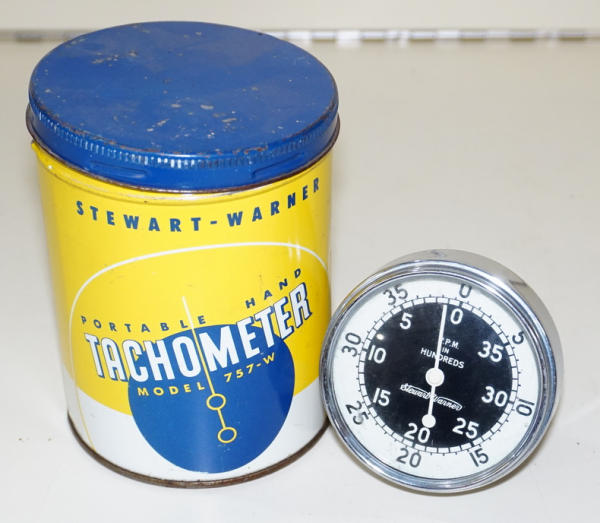 STEWART-WARNER
PORTABLE HAND
TACHOMETER
MODEL 757-W
0
5
10
15
20
25
30
35
0
35
30
25
20
15
10
5
R.P.M.
IN
HUNDREDS
Stewart-Warner